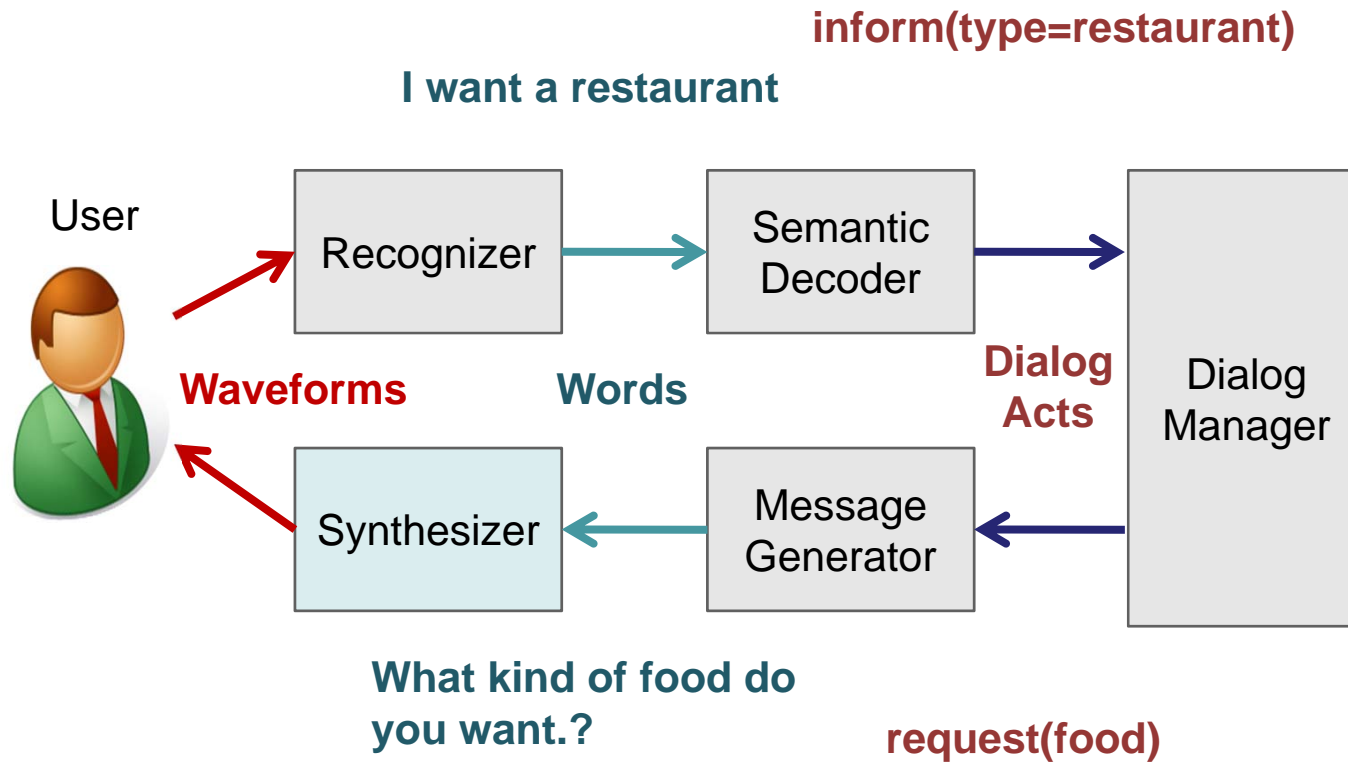 inform(type=restaurant)
I want a restaurant
User
Recognizer
Semantic
Decoder
Waveforms
Words
Dialog
Acts
Dialog
Manager
Synthesizer
Message
Generator
What kind of food do
you want.?
request(food)